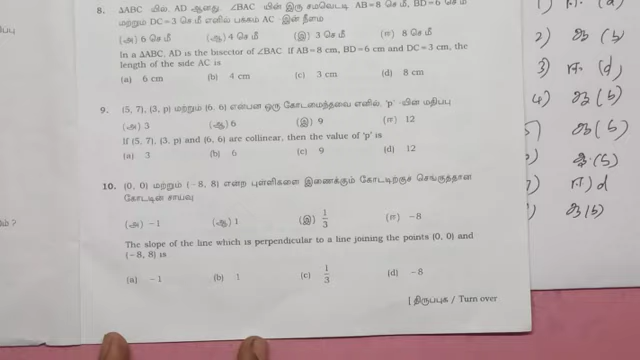 8. ΔABC யில், AD ஆனது, ∠BAC யின் இரு சமவெட்டி AB=8 செ மீ, BD=6 செ மீ
மற்றும் DC=3 செ மீ எனில் பக்கம் AC இன் நீளம்
(அ) 6 செ மீ (ஆ) 4 செ மீ (இ) 3 செ மீ (ஈ) 8 செ மீ
In a ΔABC, AD is the bisector of ∠BAC. If AB=8 cm, BD=6 cm and DC=3 cm, the
length of the side AC is
(a) 6 cm (b) 4 cm (c) 3 cm (d) 8 cm
9. (5, 7), (3, p) மற்றும் (6, 6) என்பன ஒரு கோடமைந்தவை எனில், 'p' -யின் மதிப்பு
(அ) 3 (ஆ) 6 (இ) 9 (ஈ) 12
If (5, 7), (3, p) and (6, 6) are collinear, then the value of 'p' is
(a) 3 (b) 6 (c) 9 (d) 12
10. (0, 0) மற்றும் (-8, 8) என்ற புள்ளிகளை இணைக்கும் கோட்டிற்குச் செங்குத்தான
கோட்டின் சாய்வு
(அ) -1 (ஆ) 1 (இ) 1/3 (ஈ) -8
The slope of the line which is perpendicular to a line joining the points (0, 0) and
(-8, 8) is
(a) -1 (b) 1 (c) 1/3 (d) -8
[ திருப்புக / Turn over
2) ஆ (b)
3) ஈ (d)
4) ஆ (b)
ஆ (b)
ஆ (b)
ஈ) d
ஆ (b)